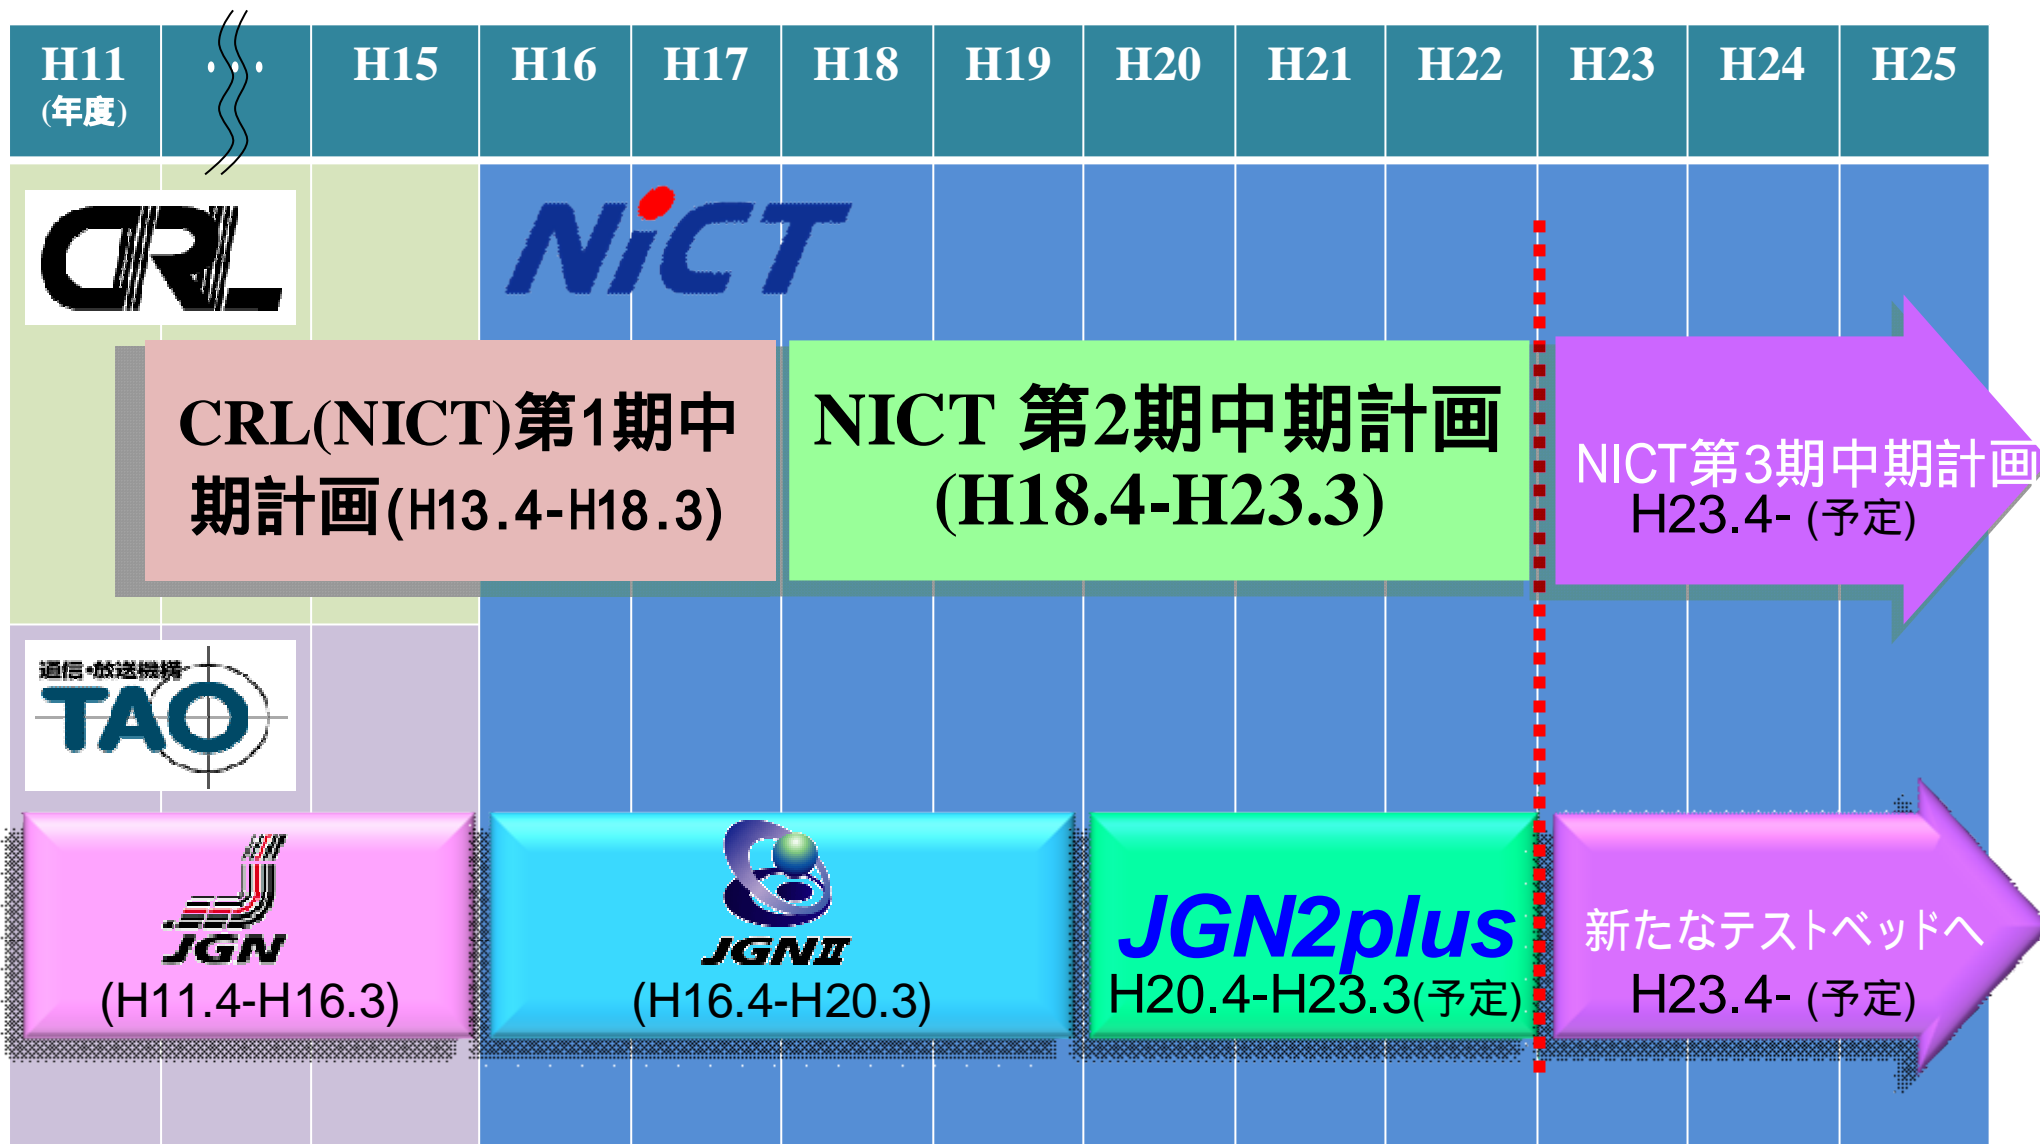 H11 ・・・ H15 H16 H17 H18 H19 H20 H21 H22 H23 H24 H25
(年度)
CRL
NiCT
CRL(NICT)第1期中
期計画(H13.4-H18.3)
NICT 第2期中期計画
(H18.4-H23.3)
NICT第3期中期計画
H23.4- (予定)
通信・放送機構
TAO
JGN
(H11.4-H16.3)
JGNⅡ
(H16.4-H20.3)
JGN2plus
H20.4-H23.3(予定)
新たなテストベッドへ
H23.4- (予定)